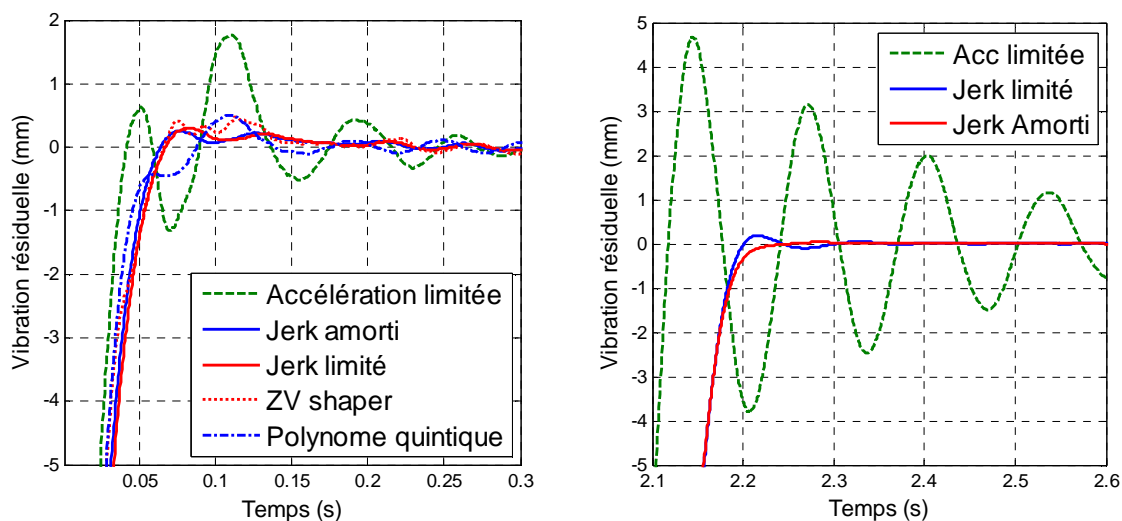 Vibration résiduelle (mm)
2
1
0
-1
-2
-3
-4
-5
0.05
0.1
0.15
0.2
0.25
0.3
Temps (s)
Accélération limitée
Jerk amorti
Jerk limité
ZV shaper
Polynome quintique
Vibration résiduelle (mm)
5
4
3
2
1
0
-1
-2
-3
-4
-5
2.1
2.2
2.3
2.4
2.5
2.6
Temps (s)
Acc limitée
Jerk limité
Jerk Amorti